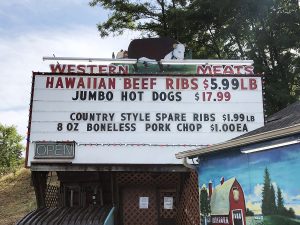 WESTERN MEATS
HAWAIIAN BEEF RIBS $5.99LB
JUMBO HOT DOGS $17.99
COUNTRY STYLE SPARE RIBS $1.99LB
8 OZ BONELESS PORK CHOP $1.00EA
OPEN